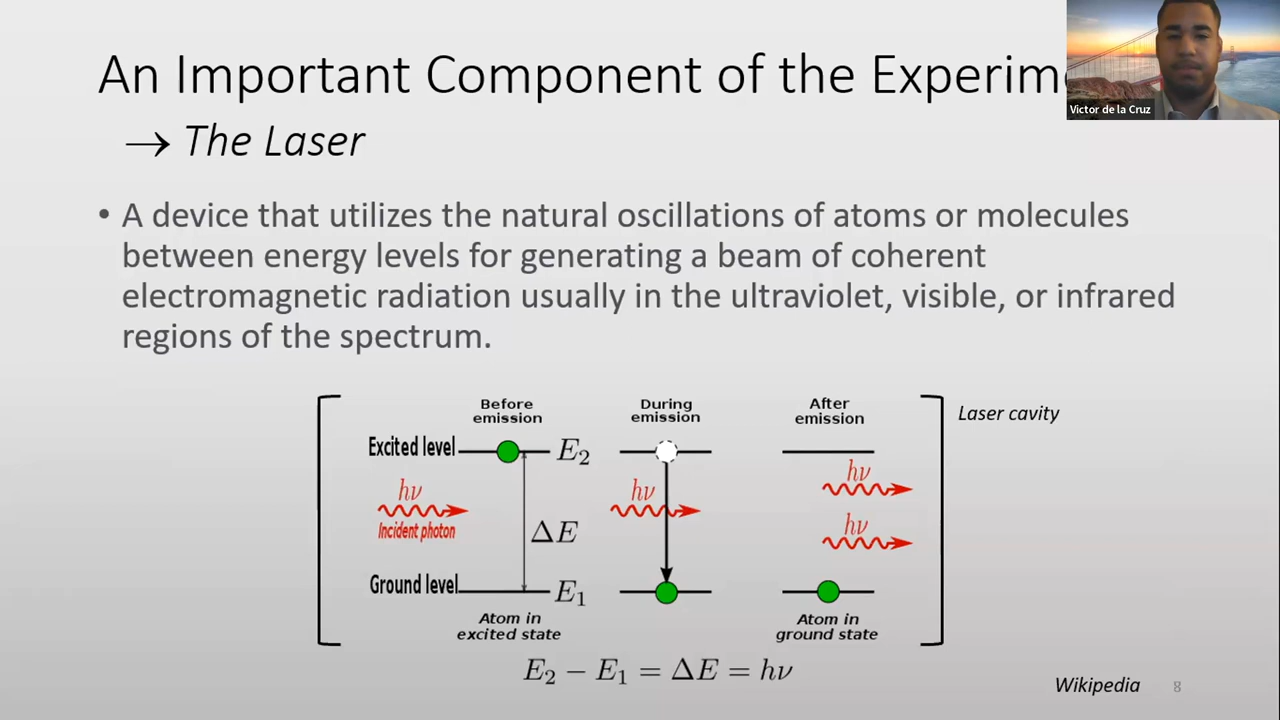 An Important Component of the Experim
→ The Laser
Victor de la Cruz
• A device that utilizes the natural oscillations of atoms or molecules
between energy levels for generating a beam of coherent
electromagnetic radiation usually in the ultraviolet, visible, or infrared
regions of the spectrum.
Before
emission
During
emission
After
emission
Laser cavity
Excited level
E₂
hν
Incident photon
ΔE
hν
hν
hν
Ground level
E₁
Atom in
excited state
Atom in
ground state
E₂ − E₁ = ΔE = hν
Wikipedia
8